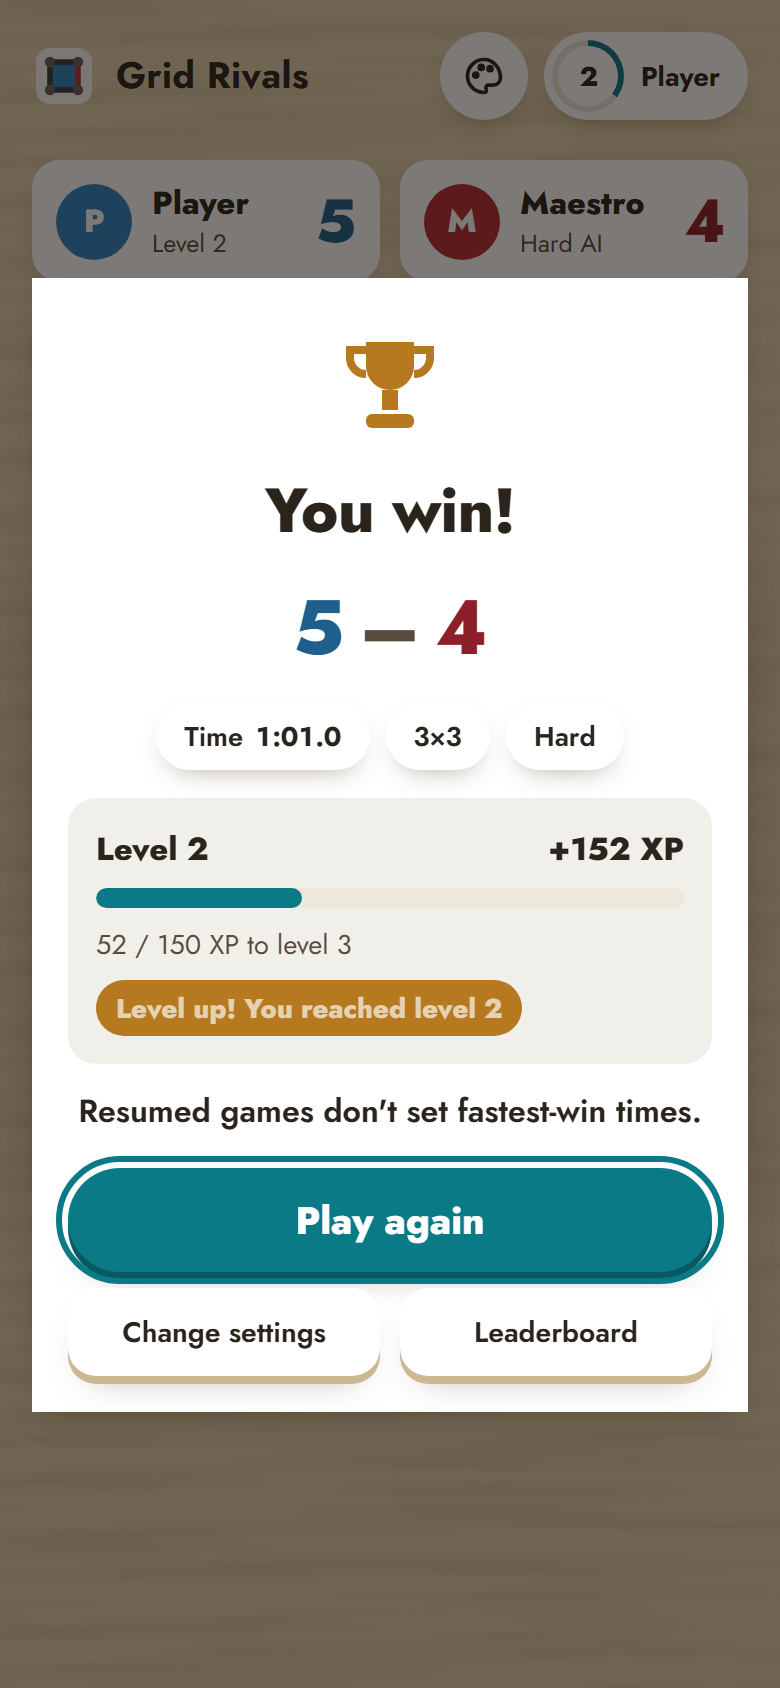 Grid Rivals
2 Player
P Player 5
Level 2
M Maestro 4
Hard AI
You win!
5 – 4
Time 1:01.0 3×3 Hard
Level 2 +152 XP
52 / 150 XP to level 3
Level up! You reached level 2
Resumed games don't set fastest-win times.
Play again
Change settings Leaderboard